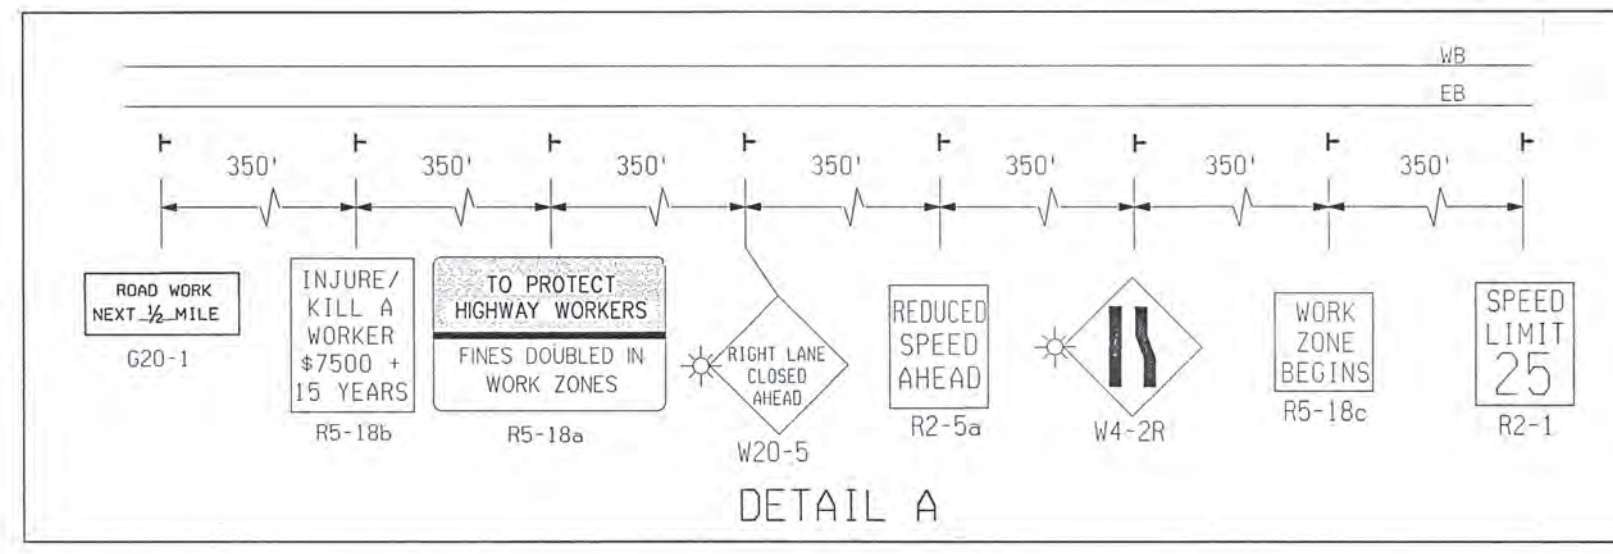 WB
EB
350' 350' 350' 350' 350' 350' 350'
ROAD WORK
NEXT ½ MILE
G20-1
INJURE/
KILL A
WORKER
$7500 +
15 YEARS
R5-18b
TO PROTECT
HIGHWAY WORKERS
FINES DOUBLED IN
WORK ZONES
R5-18a
RIGHT LANE
CLOSED
AHEAD
W20-5
REDUCED
SPEED
AHEAD
R2-5a
W4-2R
WORK
ZONE
BEGINS
R5-18c
SPEED
LIMIT
25
R2-1
DETAIL A